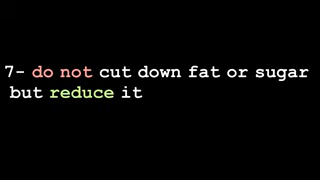 7- do not cut down fat or sugar
but reduce it